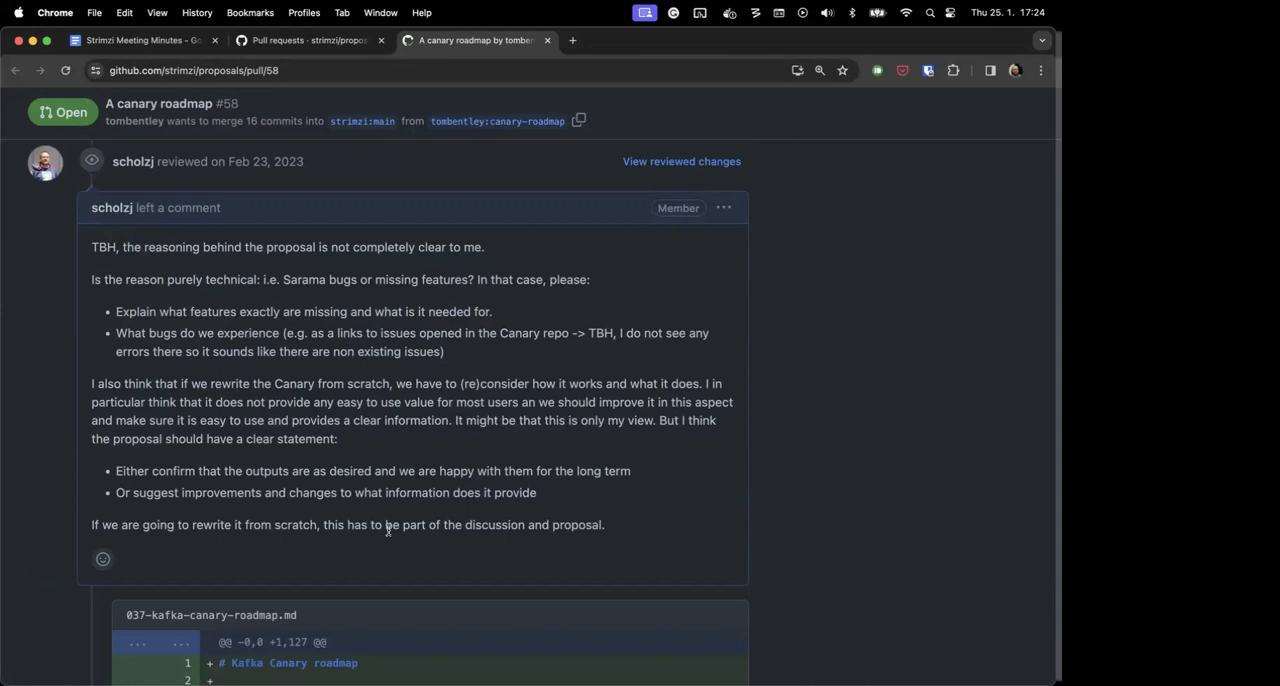 Chrome File Edit View History Bookmarks Profiles Tab Window Help Thu 25. 1. 17:24
Strimzi Meeting Minutes - Go
Pull requests · strimzi/propos
A canary roadmap by tomben
github.com/strimzi/proposals/pull/58
Open
A canary roadmap #58
tombentley wants to merge 16 commits into strimzi:main from tombentley:canary-roadmap
scholzj reviewed on Feb 23, 2023 View reviewed changes
scholzj left a comment Member ...
TBH, the reasoning behind the proposal is not completely clear to me.
Is the reason purely technical: i.e. Sarama bugs or missing features? In that case, please:
• Explain what features exactly are missing and what is it needed for.
• What bugs do we experience (e.g. as a links to issues opened in the Canary repo -> TBH, I do not see any
errors there so it sounds like there are non existing issues)
I also think that if we rewrite the Canary from scratch, we have to (re)consider how it works and what it does. I in
particular think that it does not provide any easy to use value for most users an we should improve it in this aspect
and make sure it is easy to use and provides a clear information. It might be that this is only my view. But I think
the proposal should have a clear statement:
• Either confirm that the outputs are as desired and we are happy with them for the long term
• Or suggest improvements and changes to what information does it provide
If we are going to rewrite it from scratch, this has to be part of the discussion and proposal.
037-kafka-canary-roadmap.md
... ... @@ -0,0 +1,127 @@
1 + # Kafka Canary roadmap
2 +